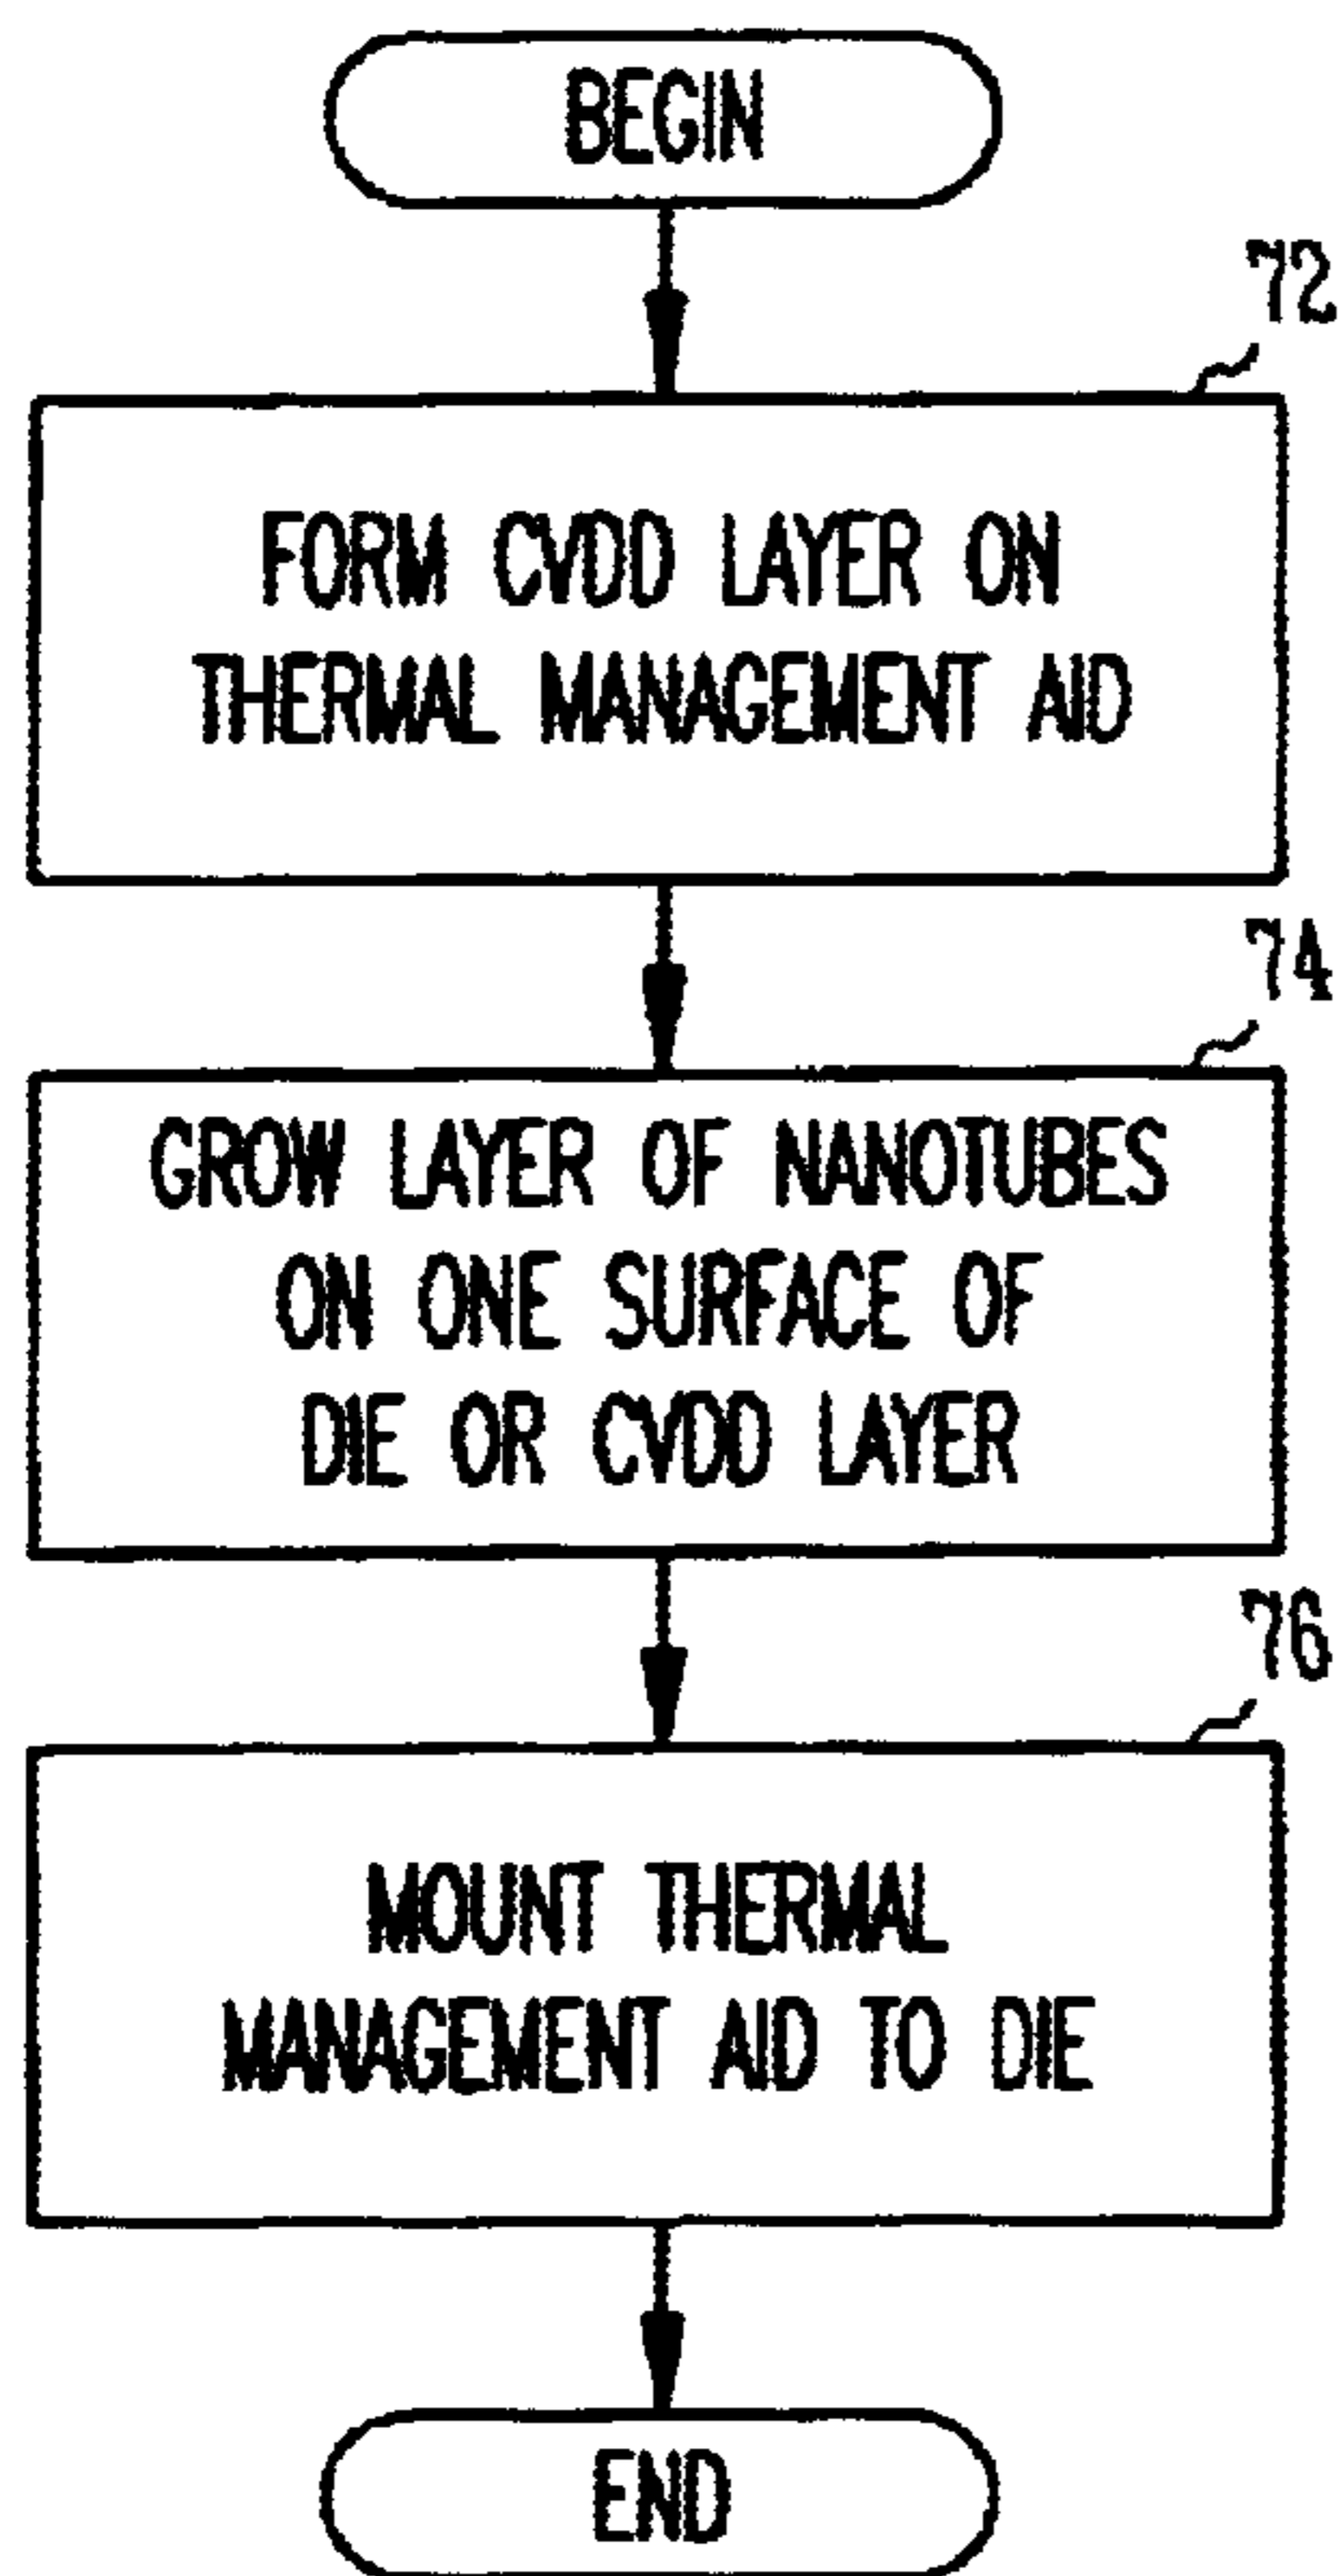 BEGIN
72
FORM CVDD LAYER ON
THERMAL MANAGEMENT AID
74
GROW LAYER OF NANOTUBES
ON ONE SURFACE OF
DIE OR CVDD LAYER
76
MOUNT THERMAL
MANAGEMENT AID TO DIE
END